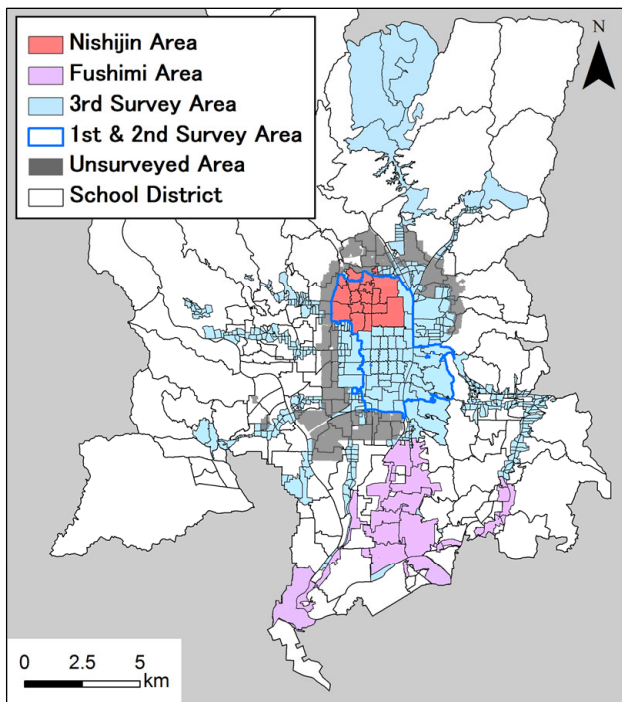 Nishijin Area
Fushimi Area
3rd Survey Area
1st & 2nd Survey Area
Unsurveyed Area
School District
N
0 2.5 5
km